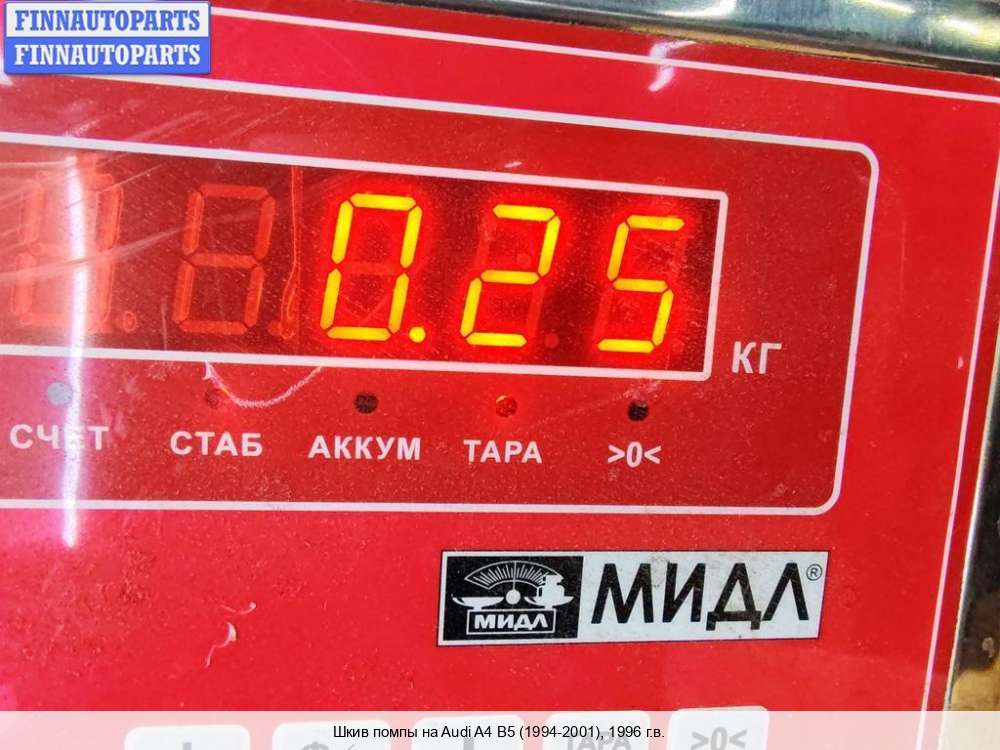 FINNAUTOPARTS
FINNAUTOPARTS
0.25
КГ
СЧЕТ СТАБ АККУМ ТАРА >0<
МИДЛ
МИДЛ®
ТАРА >0<
Шкив помпы на Audi A4 B5 (1994-2001), 1996 г.в.